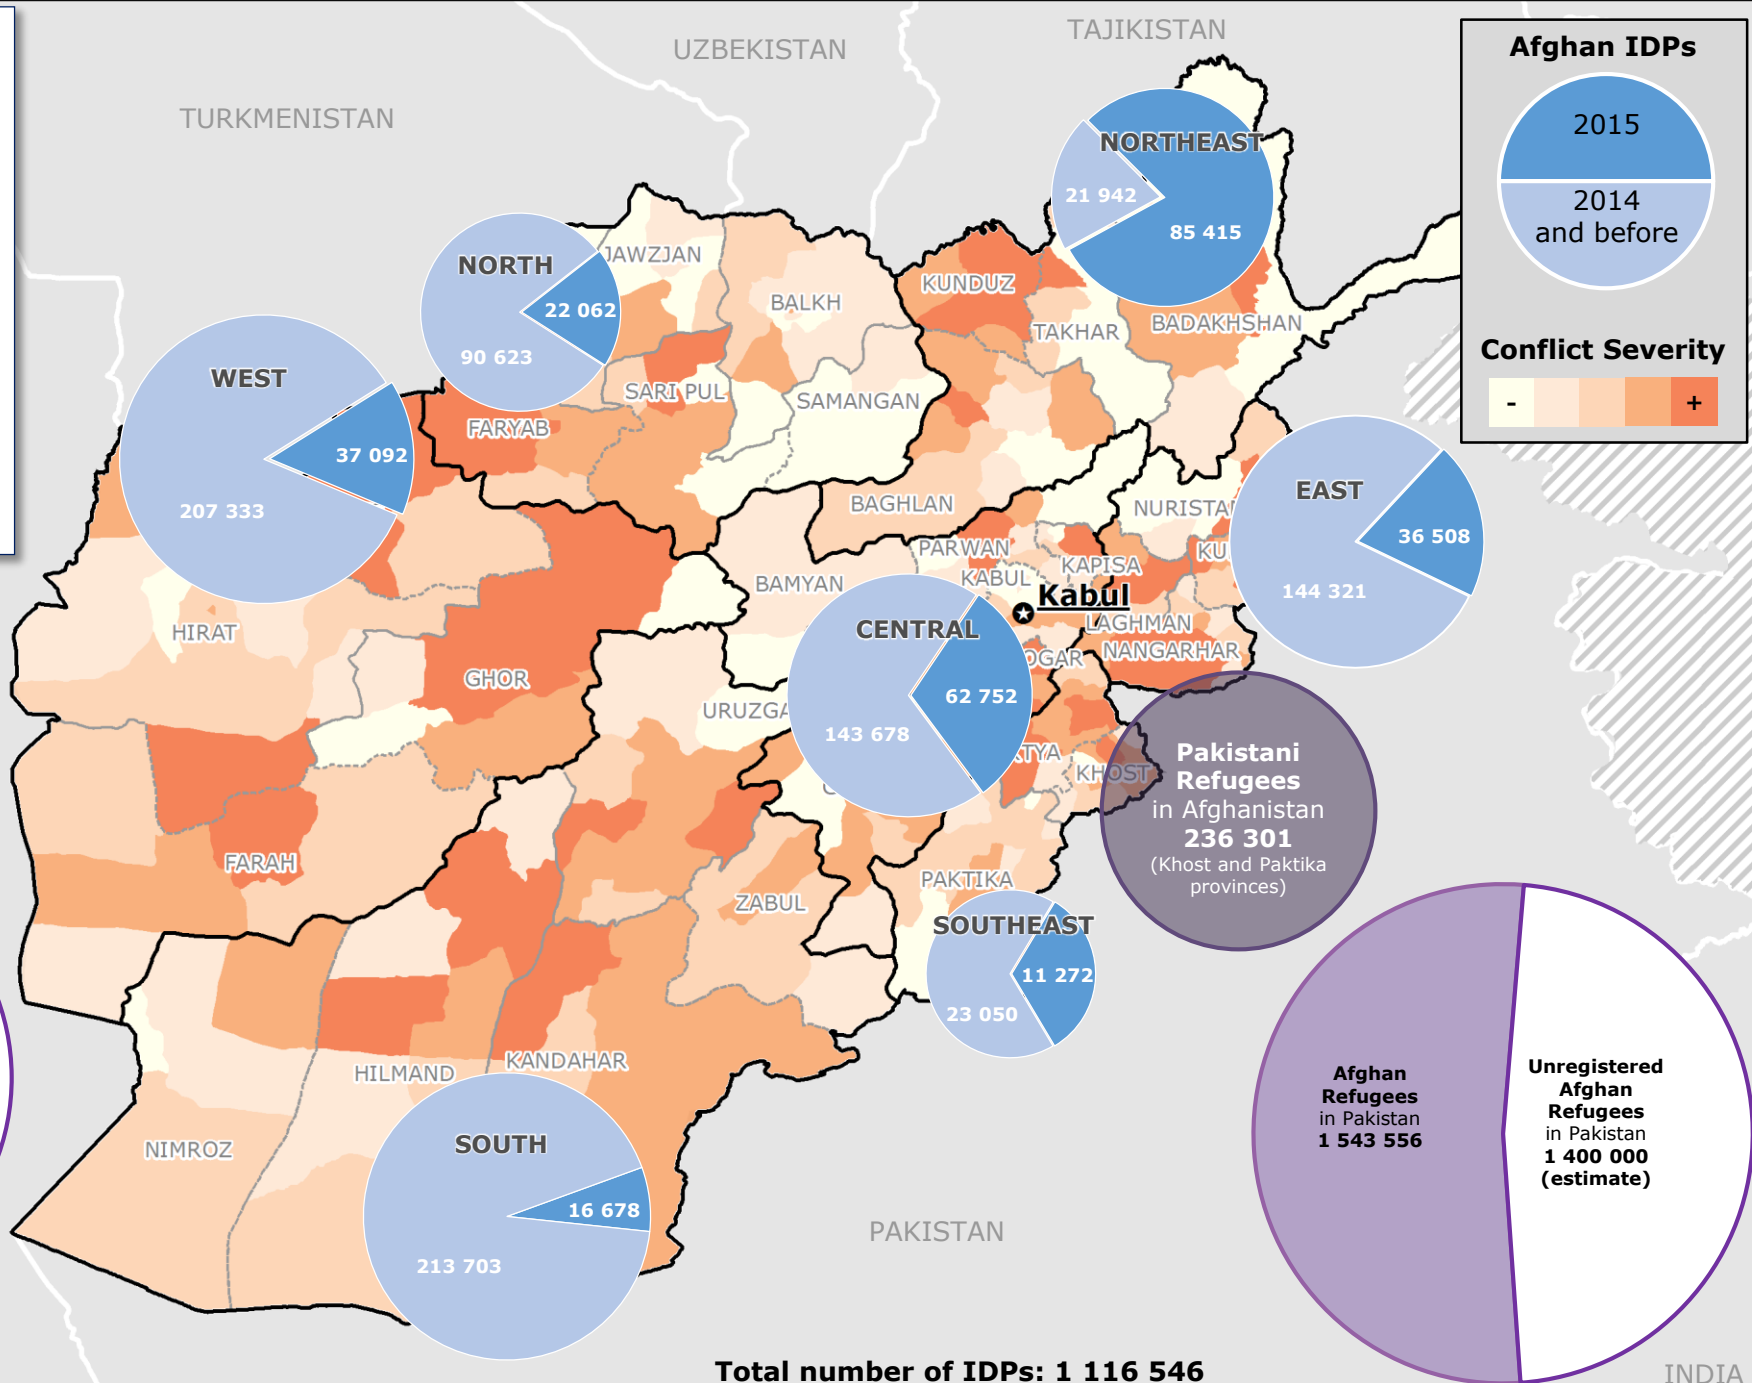 UZBEKISTAN
TAJIKISTAN
TURKMENISTAN
Afghan IDPs
2015
2014
and before
Conflict Severity
-
+
NORTHEAST
21 942
85 415
NORTH
22 062
90 623
JAWZJAN
BALKH
KUNDUZ
TAKHAR
BADAKHSHAN
WEST
37 092
207 333
SARI PUL
SAMANGAN
FARYAB
EAST
36 508
144 321
BAGHLAN
NURISTA
PARWAN
KAPISA
KU
KABUL
BAMYAN
Kabul
LAGHMAN
NANGARHAR
OGAR
HIRAT
GHOR
CENTRAL
62 752
143 678
URUZGA
TYA
KHOST
Pakistani
Refugees
in Afghanistan
236 301
(Khost and Paktika
provinces)
FARAH
ZABUL
PAKTIKA
SOUTHEAST
11 272
23 050
HILMAND
KANDAHAR
NIMROZ
SOUTH
16 678
213 703
Afghan
Refugees
in Pakistan
1 543 556
Unregistered
Afghan
Refugees
in Pakistan
1 400 000
(estimate)
PAKISTAN
INDIA
Total number of IDPs: 1 116 546